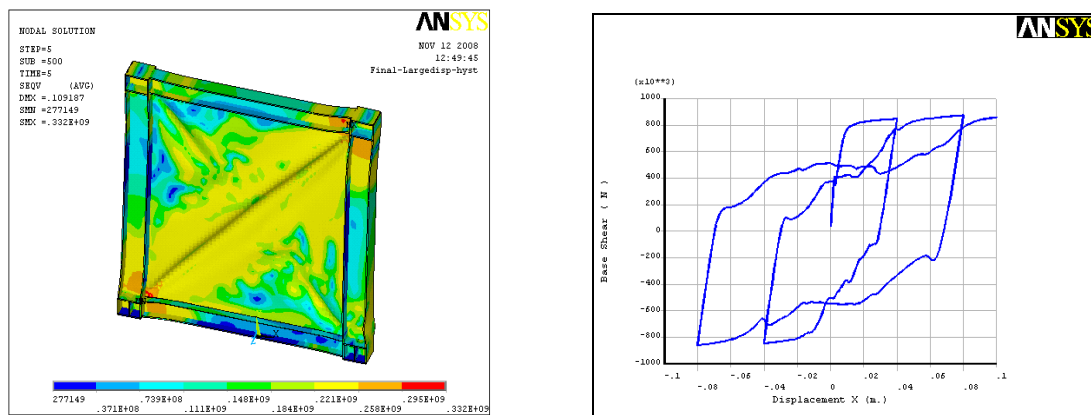 NODAL SOLUTION
STEP=5
SUB =500
TIME=5
SEQV (AVG)
DMX =.109187
SMN =277149
SMX =.332E+09
ANSYS
NOV 12 2008
12:49:45
Final-Largedisp-hyst
Y
Z
X
277149 .739E+08 .148E+09 .221E+09 .295E+09
.371E+08 .111E+09 .184E+09 .258E+09 .332E+09
ANSYS
(x10**3)
1000
800
600
400
200
0
-200
-400
-600
-800
-1000
Base Shear ( N )
-.1 -.06 -.02 .02 .06 .1
-.08 -.04 0 .04 .08
Displacement X (m.)